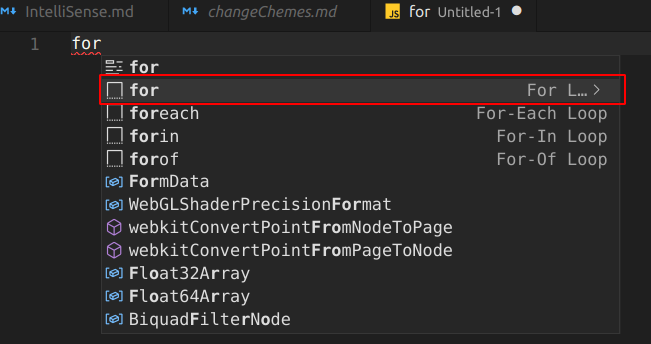 IntelliSense.md changeChemes.md JS for Untitled-1
1 for
for
for For L...
foreach For-Each Loop
forin For-In Loop
forof For-Of Loop
FormData
WebGLShaderPrecisionFormat
webkitConvertPointFromNodeToPage
webkitConvertPointFromPageToNode
Float32Array
Float64Array
BiquadFilterNode